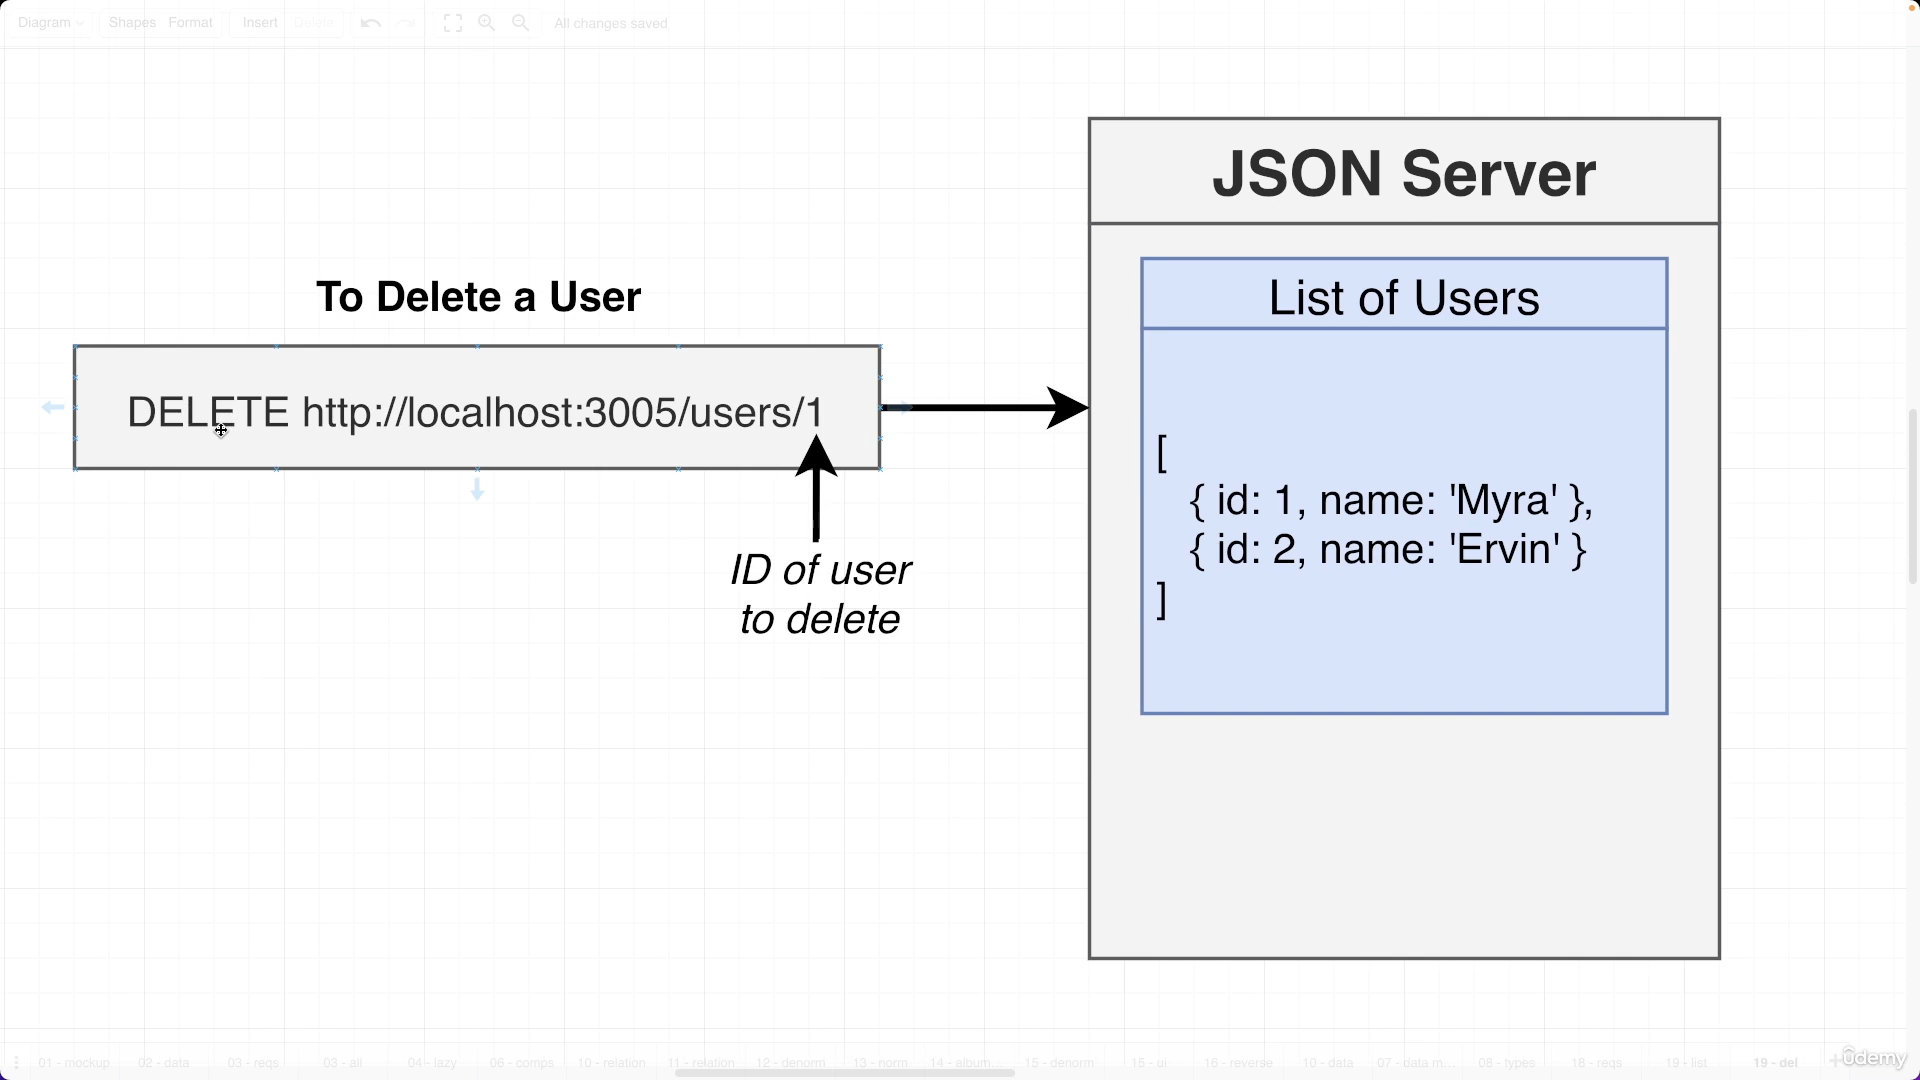 Diagram
Shapes
Format
Insert
Delete
All changes saved
JSON Server
List of Users
To Delete a User
DELETE http://localhost:3005/users/1
[
{ id: 1, name: 'Myra' },
{ id: 2, name: 'Ervin' }
]
ID of user
to delete
01 - mockup
02 - data
03 - reqs
03 - all
04 - lazy
06 - comps
10 - relation
11 - relation
12 - denorm
13 - norm
14 - album...
15 - denorm
15 - ui
16 - reverse
10 - data
07 - data m...
08 - types
18 - reqs
19 - list
19 - del
ûdemy